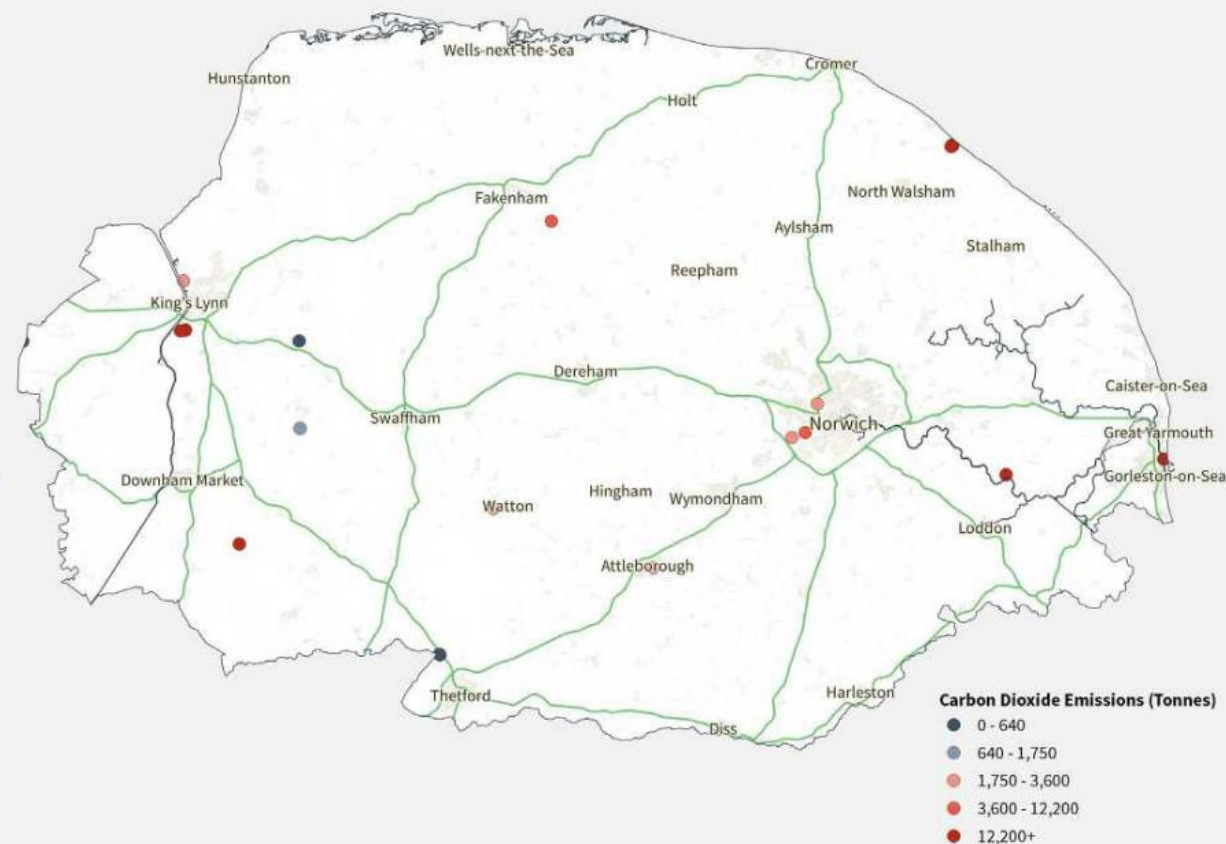 Wells-next-the-Sea
Hunstanton
Cromer
Holt
North Walsham
Fakenham
Aylsham
Stalham
Reepham
King's Lynn
Dereham
Caister-on-Sea
Swaffham
Norwich
Great Yarmouth
Downham Market
Gorleston-on-Sea
Hingham
Wymondham
Watton
Loddon
Attleborough
Thetford
Harleston
Diss
Carbon Dioxide Emissions (Tonnes)
0 - 640
640 - 1,750
1,750 - 3,600
3,600 - 12,200
12,200+